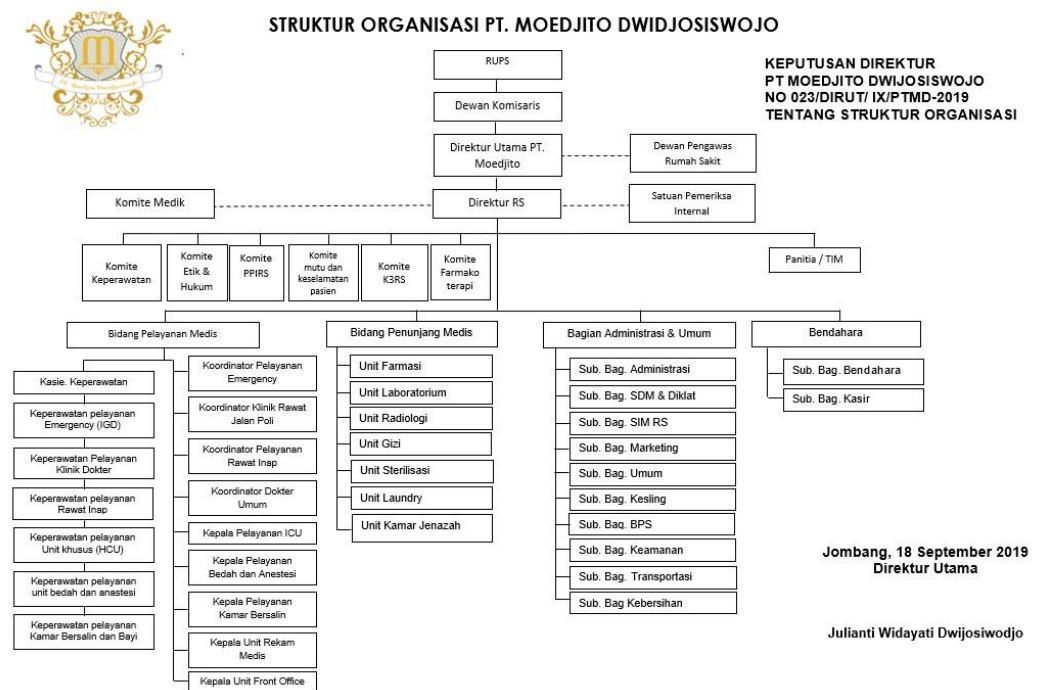 STRUKTUR ORGANISASI PT. MOEDJITO DWIDJOSISWOJO
KEPUTUSAN DIREKTUR
PT MOEDJITO DWIJOSISWOJO
NO 023/DIRUT/ IX/PTMD-2019
TENTANG STRUKTUR ORGANISASI
RUPS
Dewan Komisaris
Direktur Utama PT.
Moedjito
Dewan Pengawas
Rumah Sakit
Komite Medik
Direktur RS
Satuan Pemeriksa
Internal
Komite
Keperawatan
Komite
Etik &
Hukum
Komite
PPIRS
Komite
mutu dan
keselamatan
pasien
Komite
K3RS
Komite
Farmako
terapi
Panitia / TIM
Bidang Pelayanan Medis
Kasie. Keperawatan
Keperawatan pelayanan
Emergency (IGD)
Keperawatan Pelayanan
Klinik Dokter
Keperawatan pelayanan
Rawat Inap
Keperawatan pelayanan
Unit khusus (HCU)
Keperawatan pelayanan
unit bedah dan anastesi
Keperawatan pelayanan
Kamar Bersalin dan Bayi
Koordinator Pelayanan
Emergency
Koordinator Klinik Rawat
Jalan Poli
Koordinator Pelayanan
Rawat Inap
Koordinator Dokter
Umum
Kepala Pelayanan ICU
Kepala Pelayanan
Bedah dan Anestesi
Kepala Pelayanan
Kamar Bersalin
Kepala Unit Rekam
Medis
Kepala Unit Front Office
Bidang Penunjang Medis
Unit Farmasi
Unit Laboratorium
Unit Radiologi
Unit Gizi
Unit Sterilisasi
Unit Laundry
Unit Kamar Jenazah
Bagian Administrasi & Umum
Sub. Bag. Administrasi
Sub. Bag. SDM & Diklat
Sub. Bag. SIM RS
Sub. Bag. Marketing
Sub. Bag. Umum
Sub. Bag. Kesling
Sub. Bag. BPS
Sub. Bag. Keamanan
Sub. Bag. Transportasi
Sub. Bag Kebersihan
Bendahara
Sub. Bag. Bendahara
Sub. Bag. Kasir
Jombang, 18 September 2019
Direktur Utama
Julianti Widayati Dwijosiwodjo